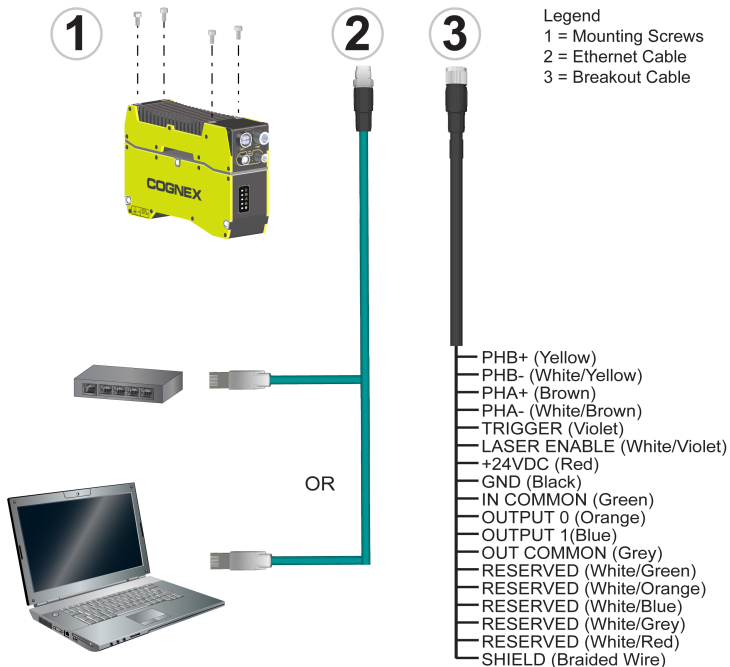 1
2
3
Legend
1 = Mounting Screws
2 = Ethernet Cable
3 = Breakout Cable
COGNEX
PHB+ (Yellow)
PHB- (White/Yellow)
PHA+ (Brown)
PHA- (White/Brown)
TRIGGER (Violet)
LASER ENABLE (White/Violet)
+24VDC (Red)
GND (Black)
IN COMMON (Green)
OUTPUT 0 (Orange)
OUTPUT 1(Blue)
OUT COMMON (Grey)
RESERVED (White/Green)
RESERVED (White/Orange)
RESERVED (White/Blue)
RESERVED (White/Grey)
RESERVED (White/Red)
SHIELD (Braided Wire)
OR